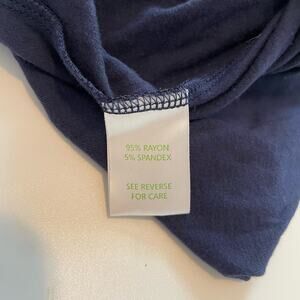 95% RAYON
5% SPANDEX
SEE REVERSE
FOR CARE